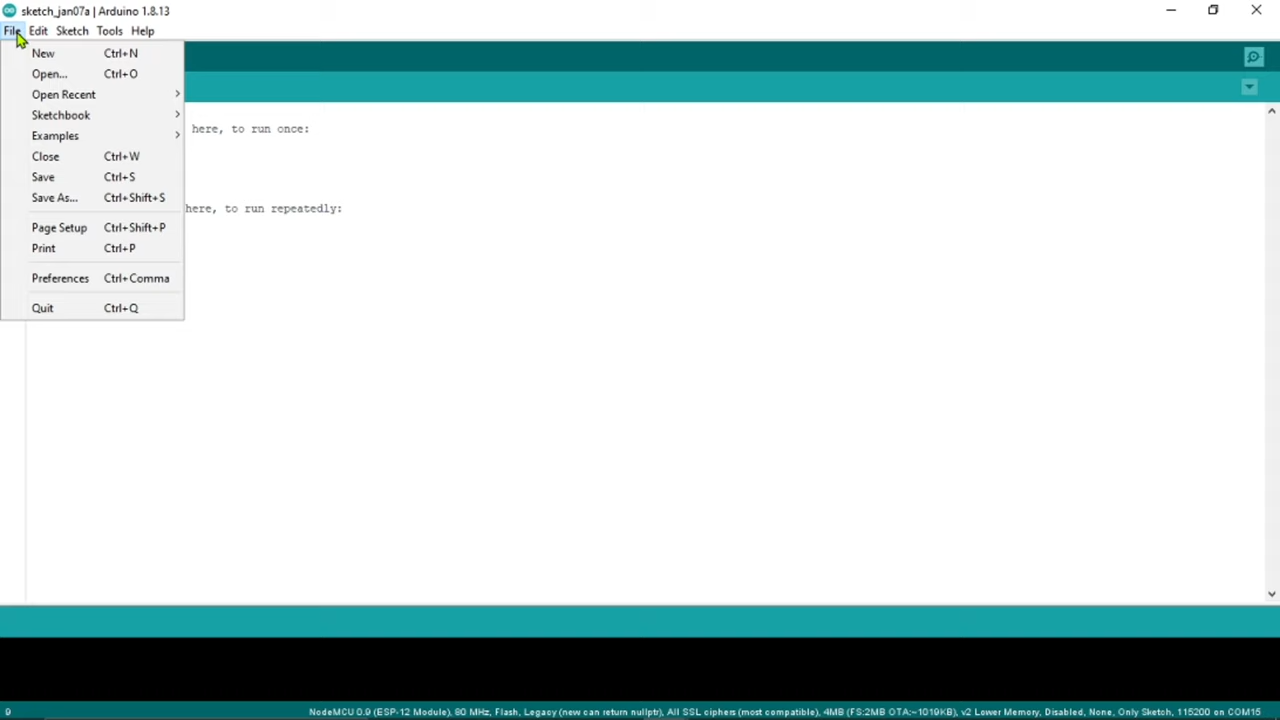 sketch_jan07a | Arduino 1.8.13
File Edit Sketch Tools Help
New Ctrl+N
Open... Ctrl+O
Open Recent
Sketchbook
Examples
Close Ctrl+W
Save Ctrl+S
Save As... Ctrl+Shift+S
Page Setup Ctrl+Shift+P
Print Ctrl+P
Preferences Ctrl+Comma
Quit Ctrl+Q
here, to run once:
here, to run repeatedly:
9 NodeMCU 0.9 (ESP-12 Module), 80 MHz, Flash, Legacy (new can return nullptr), All SSL ciphers (most compatible), 4MB (FS:2MB OTA:~1019KB), v2 Lower Memory, Disabled, None, Only Sketch, 115200 on COM15